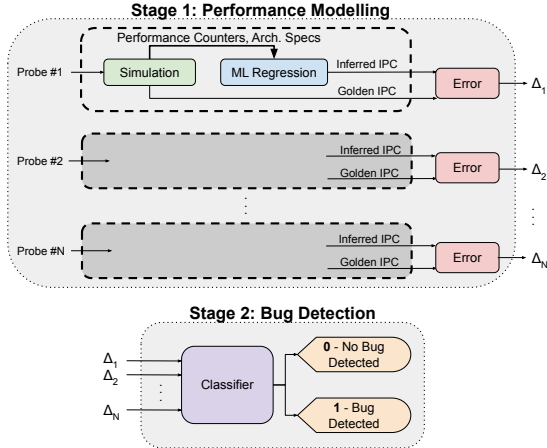 Stage 1: Performance Modelling
Performance Counters, Arch. Specs
Probe #1
Simulation
ML Regression
Inferred IPC
Golden IPC
Error
Δ1
Probe #2
Inferred IPC
Golden IPC
Error
Δ2
Probe #N
Inferred IPC
Golden IPC
Error
ΔN
Stage 2: Bug Detection
Δ1
Δ2
ΔN
Classifier
0 - No Bug
Detected
1 - Bug
Detected